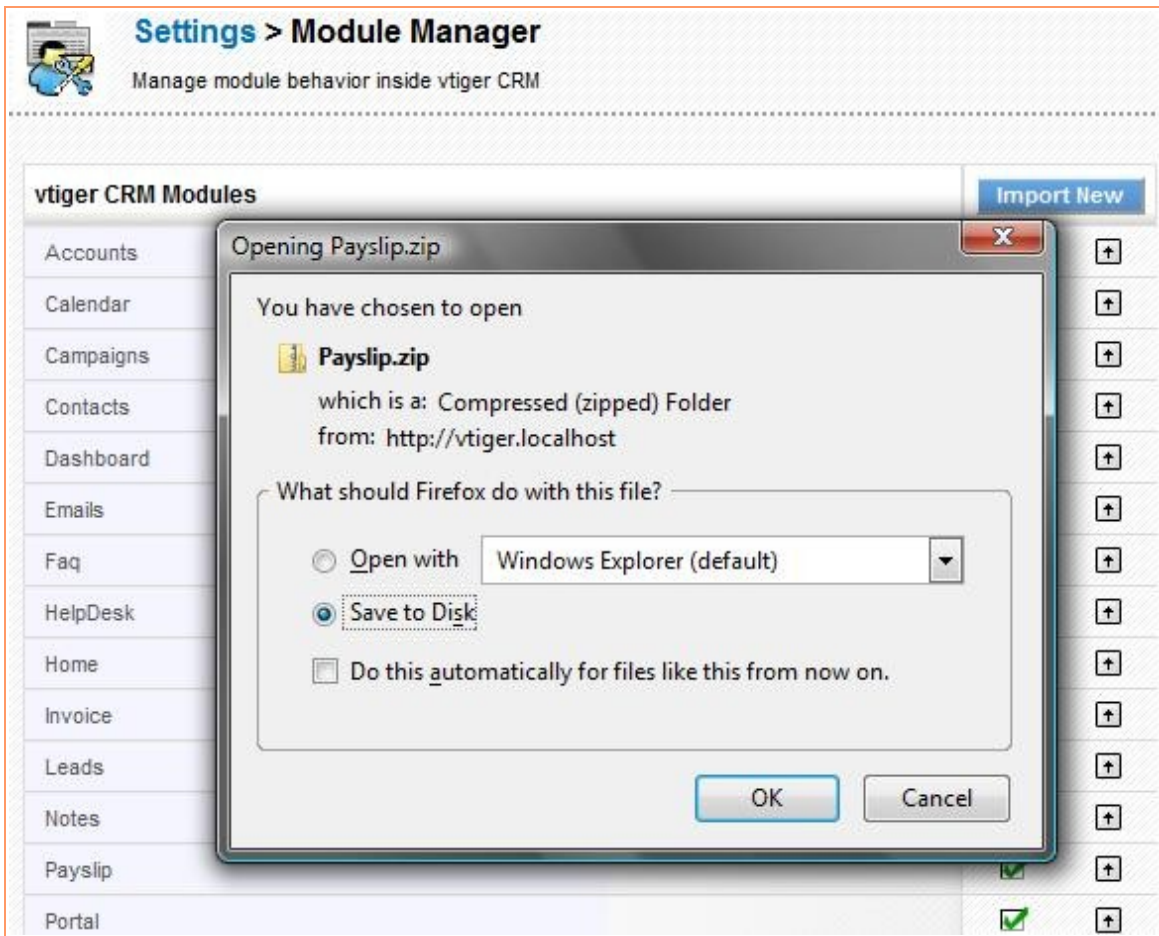 Settings > Module Manager
Manage module behavior inside vtiger CRM
vtiger CRM Modules
Import New
Accounts
Calendar
Campaigns
Contacts
Dashboard
Emails
Faq
HelpDesk
Home
Invoice
Leads
Notes
Payslip
Portal
Opening Payslip.zip
You have chosen to open
Payslip.zip
which is a: Compressed (zipped) Folder
from: http://vtiger.localhost
What should Firefox do with this file?
Open with Windows Explorer (default)
Save to Disk
Do this automatically for files like this from now on.
OK Cancel